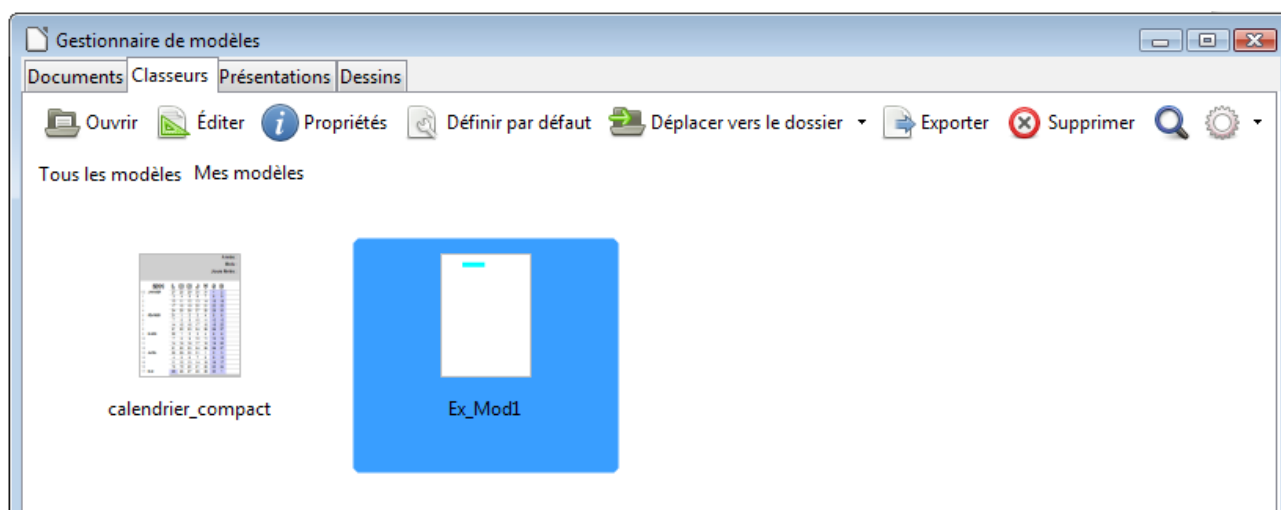 Gestionnaire de modèles
Documents Classeurs Présentations Dessins
Ouvrir Éditer Propriétés Définir par défaut Déplacer vers le dossier Exporter Supprimer
Tous les modèles Mes modèles
calendrier_compact Ex_Mod1